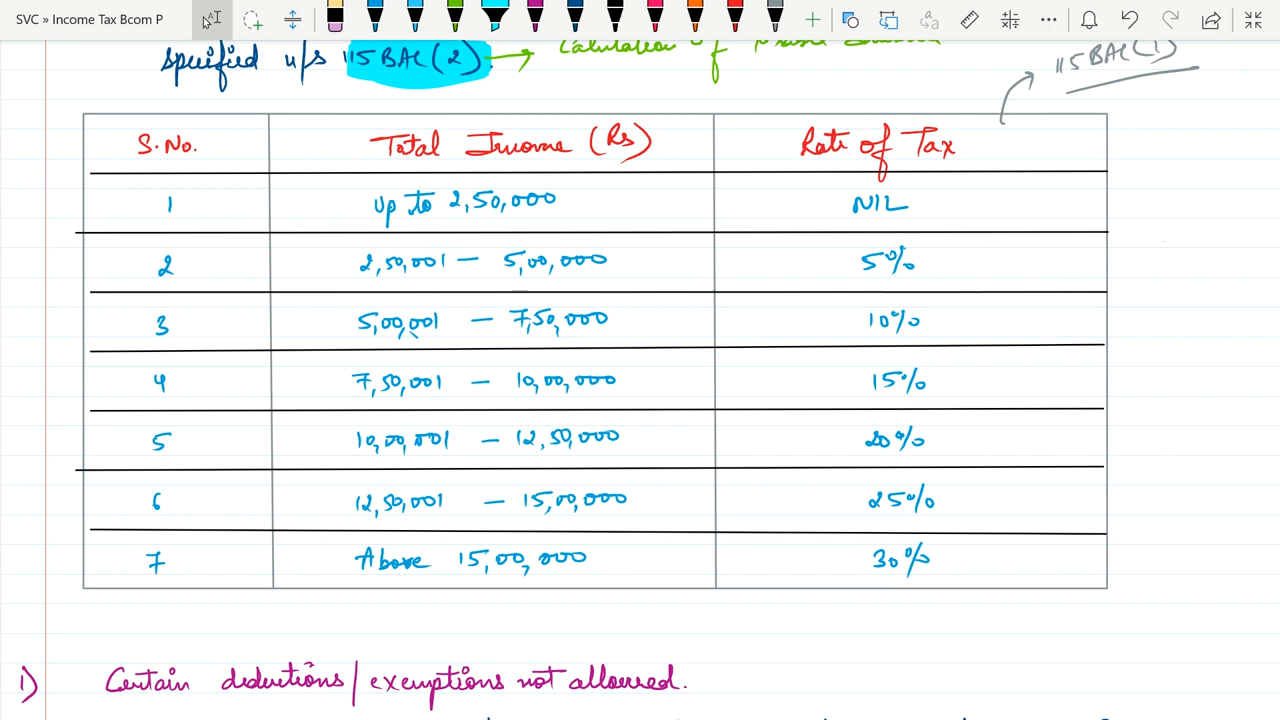 SVC » Income Tax Bcom P
specified u/s 115BAC(2). → Calculation of
115BAC(1)
S.No. Total Income (Rs) Rate of Tax
1 Up to 2,50,000 NIL
2 2,50,001 — 5,00,000 5%
3 5,00,001 — 7,50,000 10%
4 7,50,001 — 10,00,000 15%
5 10,00,001 — 12,50,000 20%
6 12,50,001 — 15,00,000 25%
7 Above 15,00,000 30%
1) Certain deductions/exemptions not allowed.